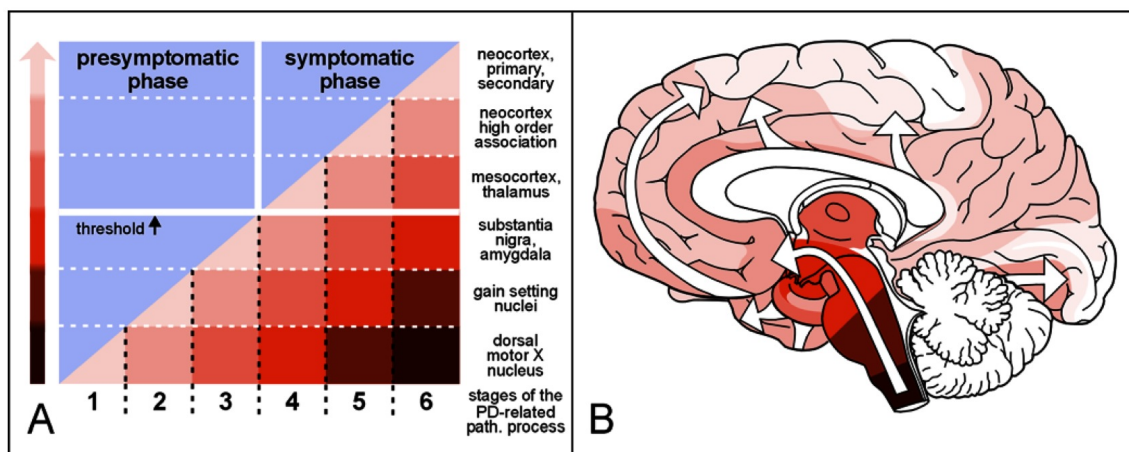 presymptomatic
phase
symptomatic
phase
neocortex,
primary,
secondary
neocortex
high order
association
mesocortex,
thalamus
threshold
substantia
nigra,
amygdala
gain setting
nuclei
dorsal
motor X
nucleus
1 2 3 4 5 6
stages of the
PD-related
path. process
A
B